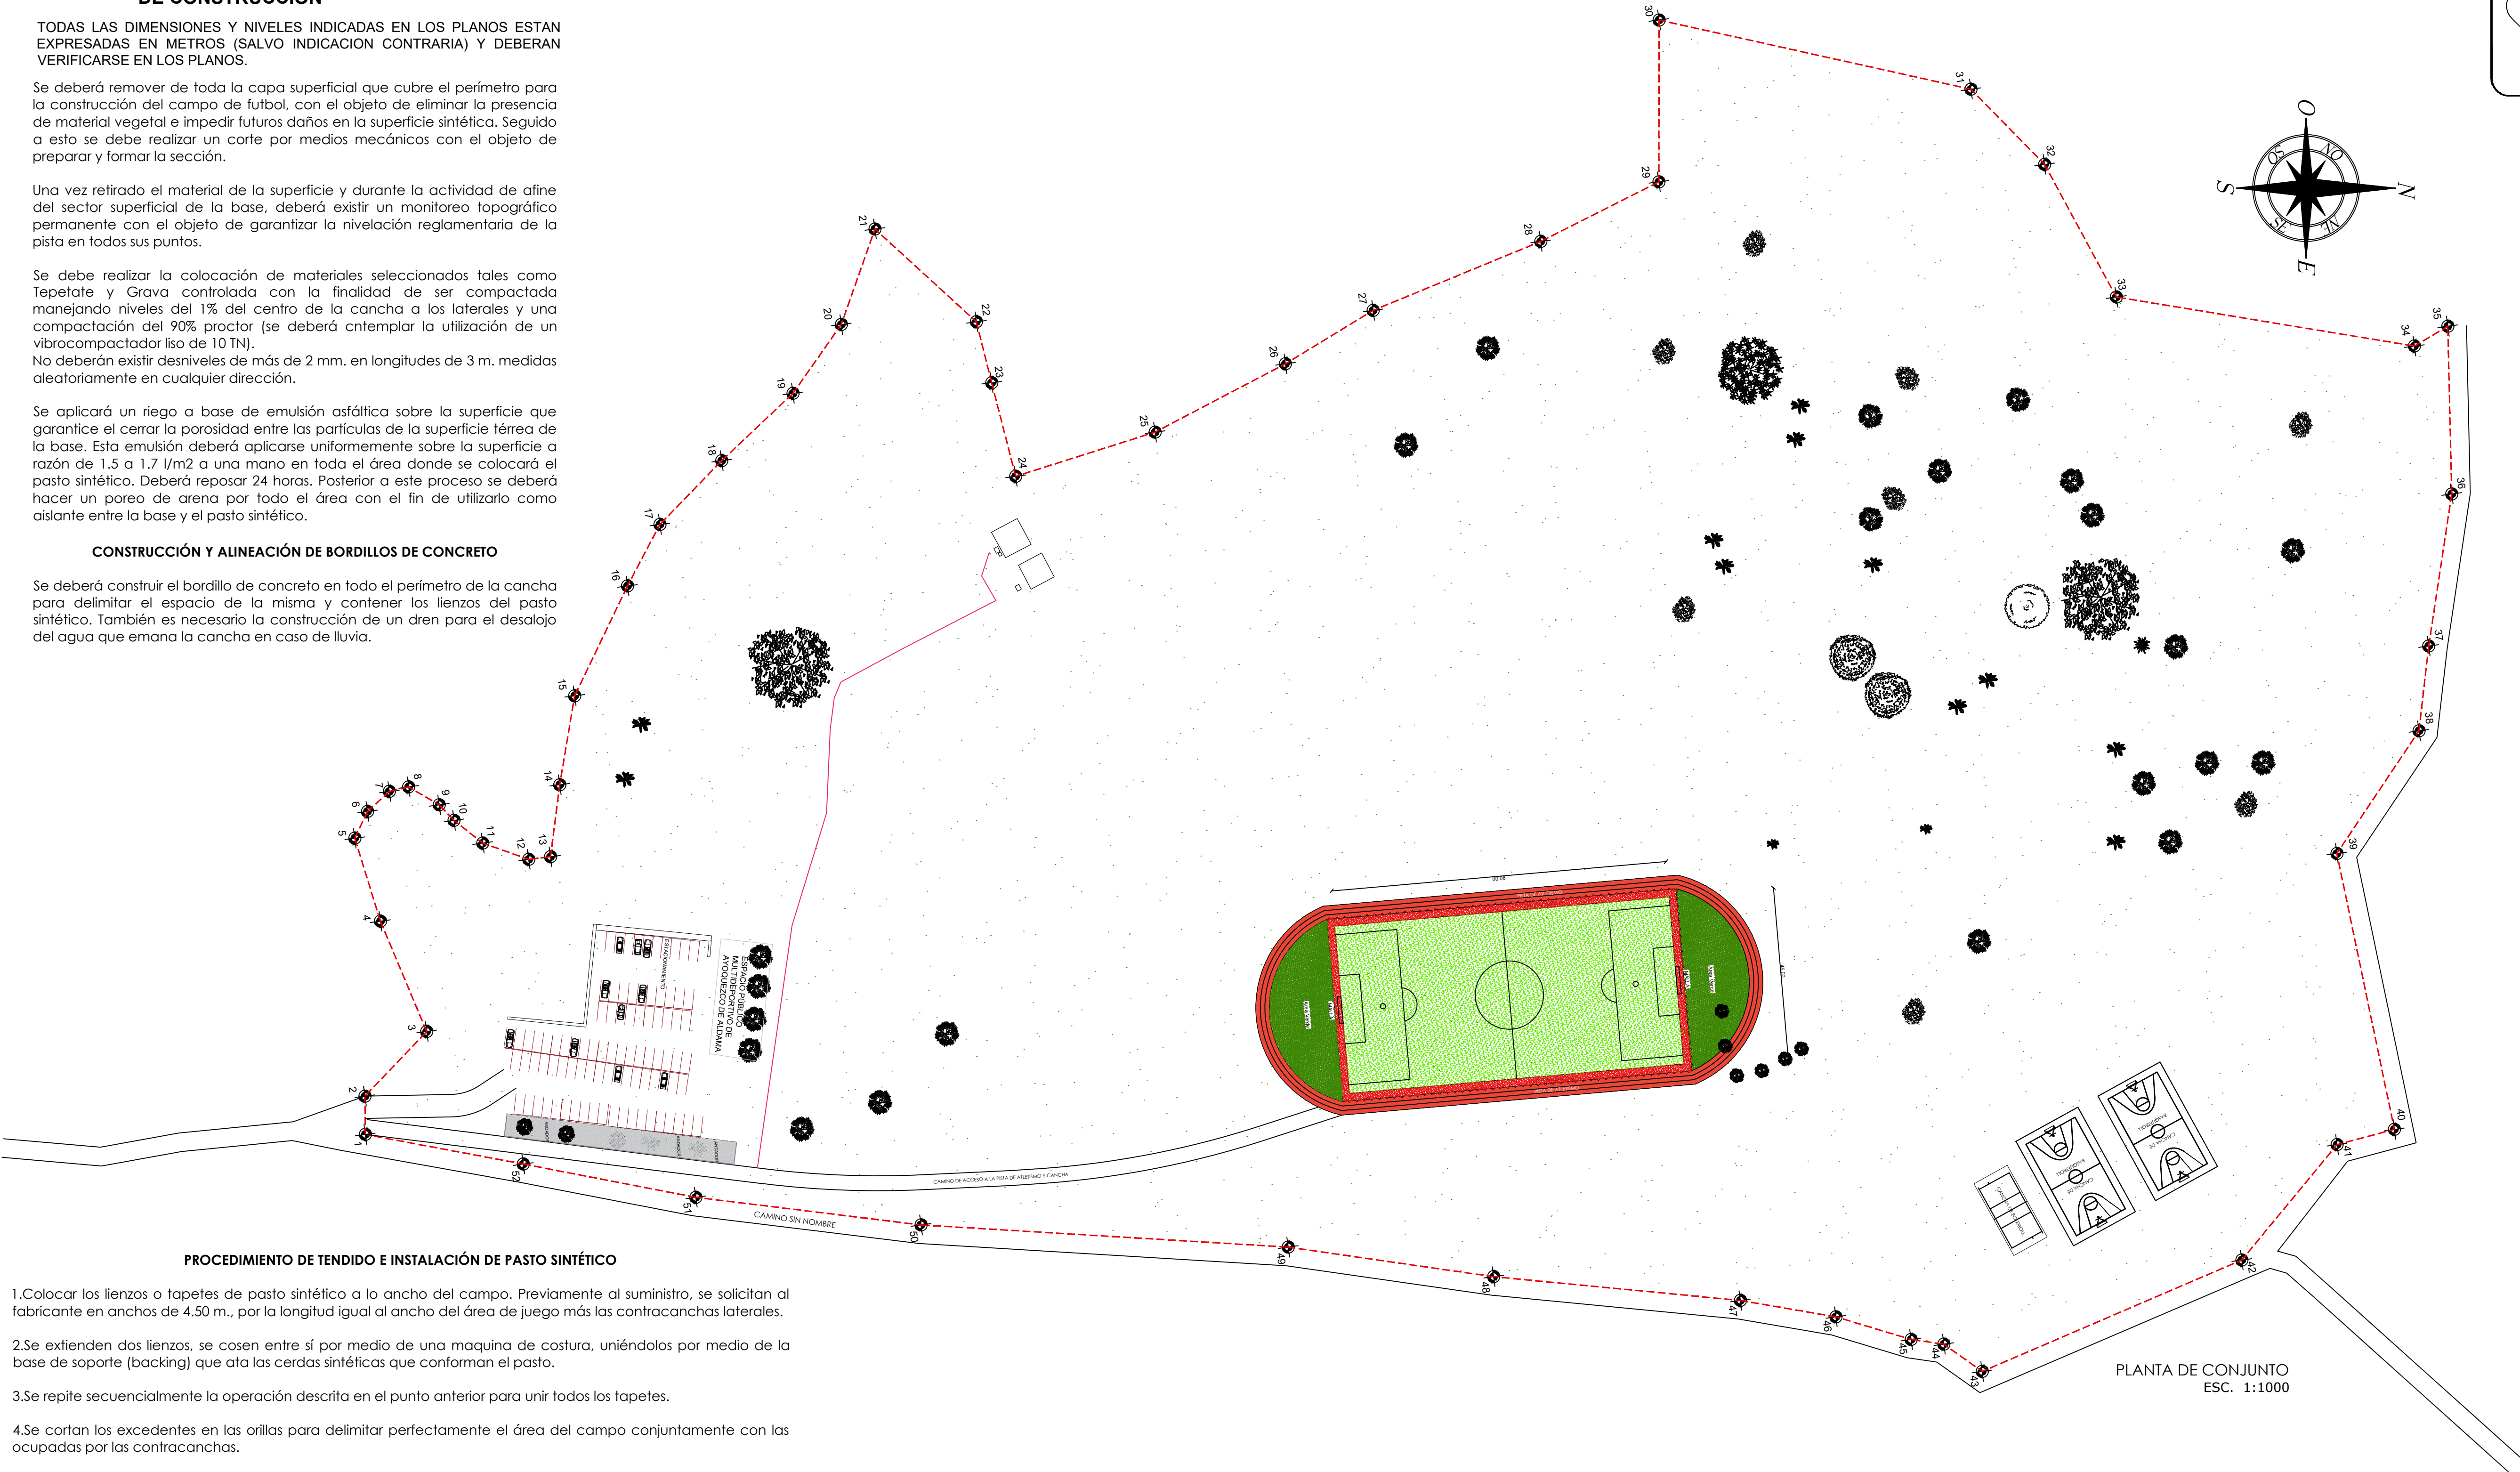 DE CONSTRUCCIÓN
TODAS LAS DIMENSIONES Y NIVELES INDICADAS EN LOS PLANOS ESTAN
EXPRESADAS EN METROS (SALVO INDICACION CONTRARIA) Y DEBERAN
VERIFICARSE EN LOS PLANOS.
Se deberá remover de toda la capa superficial que cubre el perímetro para
la construcción del campo de futbol, con el objeto de eliminar la presencia
de material vegetal e impedir futuros daños en la superficie sintética. Seguido
a esto se debe realizar un corte por medios mecánicos con el objeto de
preparar y formar la sección.
Una vez retirado el material de la superficie y durante la actividad de afine
del sector superficial de la base, deberá existir un monitoreo topográfico
permanente con el objeto de garantizar la nivelación reglamentaria de la
pista en todos sus puntos.
Se debe realizar la colocación de materiales seleccionados tales como
Tepetate y Grava controlada con la finalidad de ser compactada
manejando niveles del 1% del centro de la cancha a los laterales y una
compactación del 90% proctor (se deberá cntemplar la utilización de un
vibrocompactador liso de 10 TN).
No deberán existir desniveles de más de 2 mm. en longitudes de 3 m. medidas
aleatoriamente en cualquier dirección.
Se aplicará un riego a base de emulsión asfáltica sobre la superficie que
garantice el cerrar la porosidad entre las partículas de la superficie térrea de
la base. Esta emulsión deberá aplicarse uniformemente sobre la superficie a
razón de 1.5 a 1.7 l/m2 a una mano en toda el área donde se colocará el
pasto sintético. Deberá reposar 24 horas. Posterior a este proceso se deberá
hacer un poreo de arena por todo el área con el fin de utilizarlo como
aislante entre la base y el pasto sintético.
CONSTRUCCIÓN Y ALINEACIÓN DE BORDILLOS DE CONCRETO
Se deberá construir el bordillo de concreto en todo el perímetro de la cancha
para delimitar el espacio de la misma y contener los lienzos del pasto
sintético. También es necesario la construcción de un dren para el desalojo
del agua que emana la cancha en caso de lluvia.
30
31
32
29
28
27
26
25
33
34
35
36
37
38
39
40
41
42
43
44
45
46
47
48
49
50
51
52
1
2
3
4
5
6
7
8
9
10
11
12
13
14
15
16
17
18
19
20
21
22
23
24
O
NO
N
NE
E
SE
S
OS
ESTACIONAMIENTO
ESPACIO PÚBLICO
MULTIDEPORTIVO DE
AYOQUEZCO DE ALDAMA
ANDADOR
ANDADOR
ANDADOR
90.00
45.00
PISTA DE ATLETISMO
CANCHA DE
BASQUETBOLL
CANCHA DE
BASQUETBOLL
CAMINO DE ACCESO A LA PISTA DE ATLETISMO Y CANCHA
CAMINO SIN NOMBRE
PROCEDIMIENTO DE TENDIDO E INSTALACIÓN DE PASTO SINTÉTICO
1.Colocar los lienzos o tapetes de pasto sintético a lo ancho del campo. Previamente al suministro, se solicitan al
fabricante en anchos de 4.50 m., por la longitud igual al ancho del área de juego más las contracanchas laterales.
2.Se extienden dos lienzos, se cosen entre sí por medio de una maquina de costura, uniéndolos por medio de la
base de soporte (backing) que ata las cerdas sintéticas que conforman el pasto.
3.Se repite secuencialmente la operación descrita en el punto anterior para unir todos los tapetes.
4.Se cortan los excedentes en las orillas para delimitar perfectamente el área del campo conjuntamente con las
ocupadas por las contracanchas.
PLANTA DE CONJUNTO
ESC. 1:1000